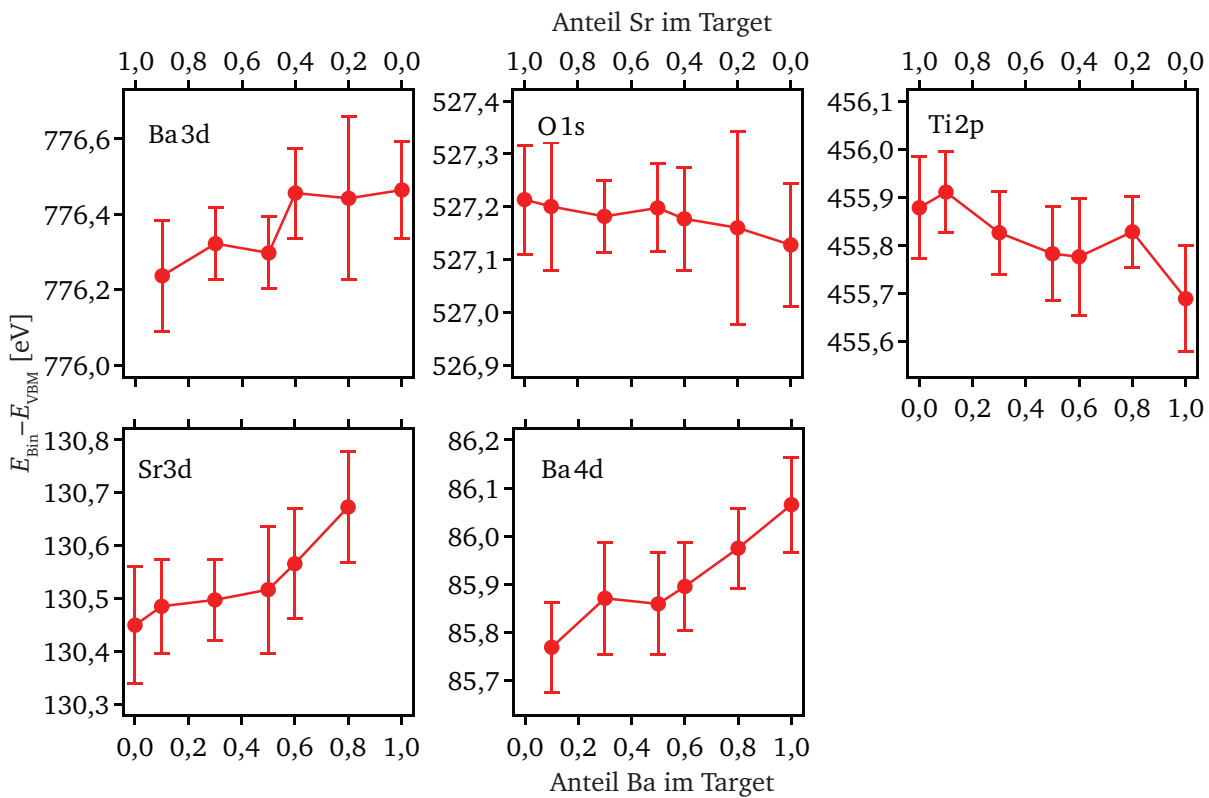 Anteil Sr im Target
1,0 0,8 0,6 0,4 0,2 0,0
1,0 0,8 0,6 0,4 0,2 0,0
1,0 0,8 0,6 0,4 0,2 0,0
Ba3d
776,6
776,4
776,2
776,0
O1s
527,4
527,3
527,2
527,1
527,0
526,9
Ti2p
456,1
456,0
455,9
455,8
455,7
455,6
0,0 0,2 0,4 0,6 0,8 1,0
E_Bin−E_VBM [eV]
Sr3d
130,8
130,7
130,6
130,5
130,4
130,3
0,0 0,2 0,4 0,6 0,8 1,0
Ba4d
86,2
86,1
86,0
85,9
85,8
85,7
0,0 0,2 0,4 0,6 0,8 1,0
Anteil Ba im Target